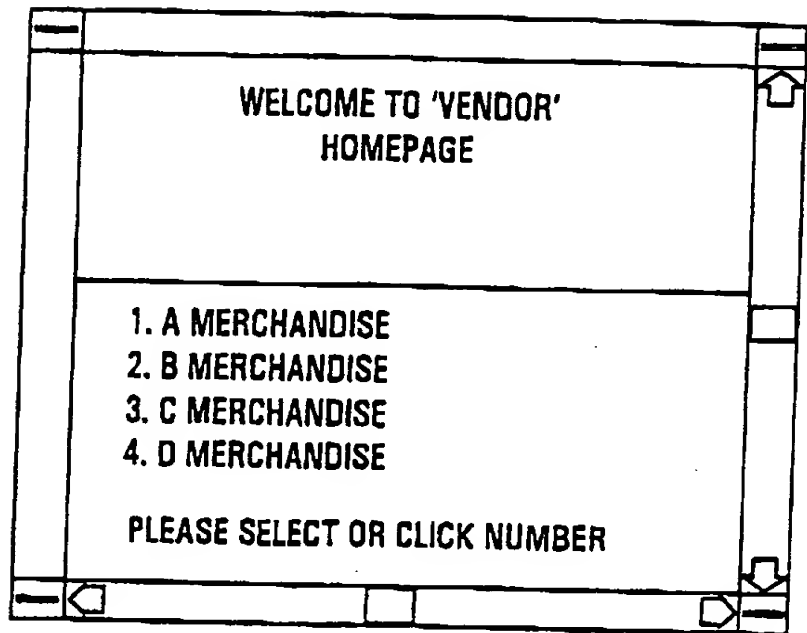 WELCOME TO 'VENDOR'
HOMEPAGE
1. A MERCHANDISE
2. B MERCHANDISE
3. C MERCHANDISE
4. D MERCHANDISE
PLEASE SELECT OR CLICK NUMBER